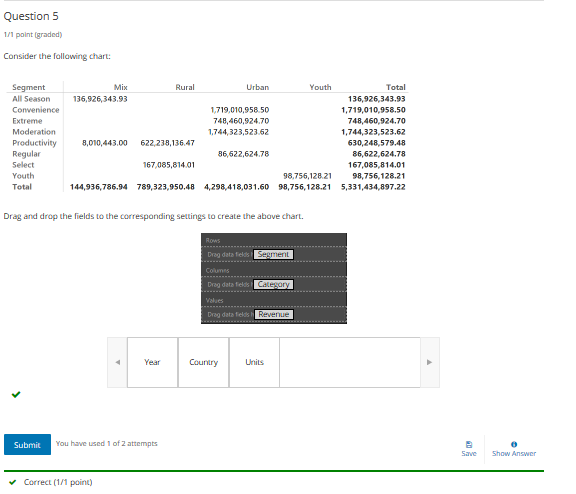 Question 5
1/1 point (graded)
Consider the following chart:
Segment Mix Rural Urban Youth Total
All Season 136,926,343.93 136,926,343.93
Convenience 1,719,010,958.50 1,719,010,958.50
Extreme 748,460,924.70 748,460,924.70
Moderation 1,744,323,523.62 1,744,323,523.62
Productivity 8,010,443.00 622,238,136.47 630,248,579.48
Regular 86,622,624.78 86,622,624.78
Select 167,085,814.01 167,085,814.01
Youth 98,756,128.21 98,756,128.21
Total 144,936,786.94 789,323,950.48 4,298,418,031.60 98,756,128.21 5,331,434,897.22
Drag and drop the fields to the corresponding settings to create the above chart.
Rows
Drag data fields Segment
Columns
Drag data fields Category
Values
Drag data fields Revenue
Year Country Units
Submit You have used 1 of 2 attempts
Save Show Answer
Correct (1/1 point)